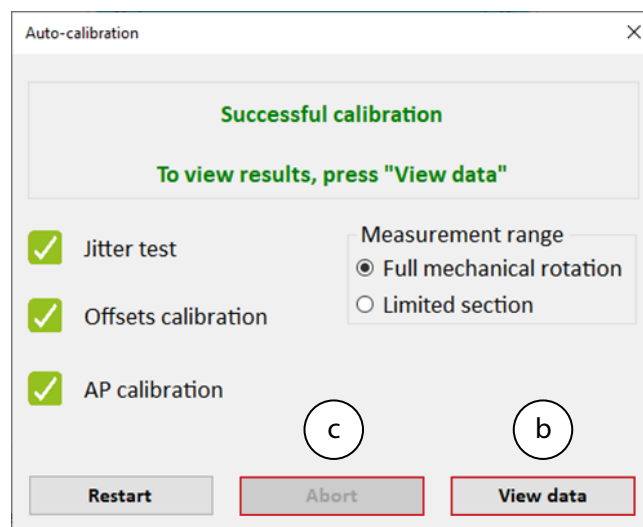 Auto-calibration
Successful calibration
To view results, press "View data"
Jitter test
Offsets calibration
AP calibration
Measurement range
Full mechanical rotation
Limited section
c
b
Restart
Abort
View data